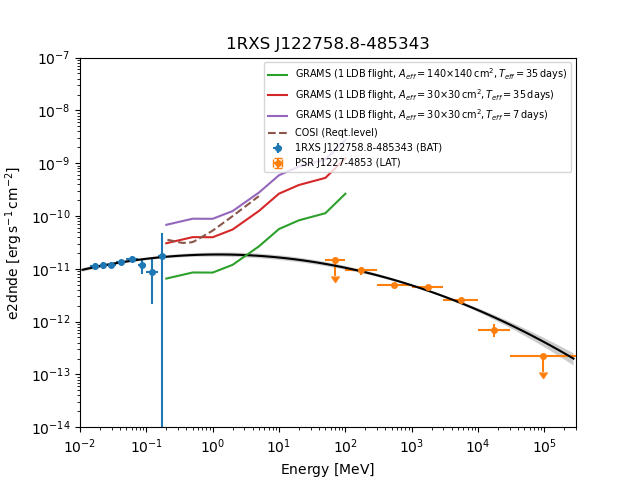 1RXS J122758.8-485343
GRAMS (1 LDB flight, A_eff = 140×140 cm², T_eff = 35 days)
GRAMS (1 LDB flight, A_eff = 30×30 cm², T_eff = 35 days)
GRAMS (1 LDB flight, A_eff = 30×30 cm², T_eff = 7 days)
COSI (Reqt.level)
1RXS J122758.8-485343 (BAT)
PSR J1227-4853 (LAT)
e2dnde [erg s⁻¹ cm⁻²]
10⁻⁷
10⁻⁸
10⁻⁹
10⁻¹⁰
10⁻¹¹
10⁻¹²
10⁻¹³
10⁻¹⁴
10⁻² 10⁻¹ 10⁰ 10¹ 10² 10³ 10⁴ 10⁵
Energy [MeV]